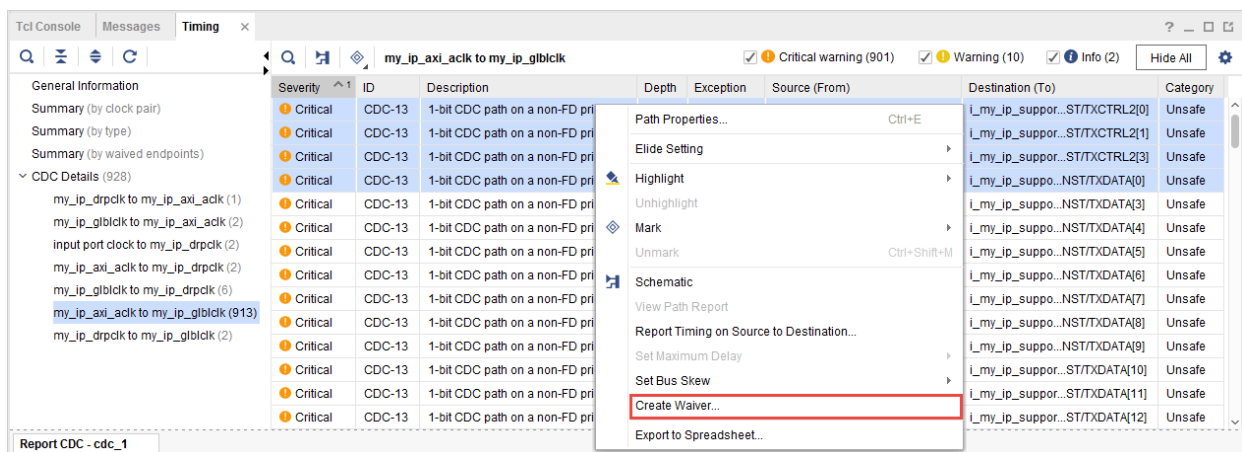 Tcl Console Messages Timing ×
? _
my_ip_axi_aclk to my_ip_glblclk Critical warning (901) Warning (10) Info (2) Hide All
General Information
Summary (by clock pair)
Summary (by type)
Summary (by waived endpoints)
CDC Details (928)
my_ip_drpclk to my_ip_axi_aclk (1)
my_ip_glblclk to my_ip_axi_aclk (2)
input port clock to my_ip_drpclk (2)
my_ip_axi_aclk to my_ip_drpclk (2)
my_ip_glblclk to my_ip_drpclk (6)
my_ip_axi_aclk to my_ip_glblclk (913)
my_ip_drpclk to my_ip_glblclk (2)
Severity 1 ID Description Depth Exception Source (From) Destination (To) Category
Critical CDC-13 1-bit CDC path on a non-FD pri i_my_ip_suppor...ST/TXCTRL2[0] Unsafe
Critical CDC-13 1-bit CDC path on a non-FD pri i_my_ip_suppor...ST/TXCTRL2[1] Unsafe
Critical CDC-13 1-bit CDC path on a non-FD pri i_my_ip_suppor...ST/TXCTRL2[3] Unsafe
Critical CDC-13 1-bit CDC path on a non-FD pri i_my_ip_suppo...NST/TXDATA[0] Unsafe
Critical CDC-13 1-bit CDC path on a non-FD pri i_my_ip_suppo...NST/TXDATA[3] Unsafe
Critical CDC-13 1-bit CDC path on a non-FD pri i_my_ip_suppo...NST/TXDATA[4] Unsafe
Critical CDC-13 1-bit CDC path on a non-FD pri i_my_ip_suppo...NST/TXDATA[5] Unsafe
Critical CDC-13 1-bit CDC path on a non-FD pri i_my_ip_suppo...NST/TXDATA[6] Unsafe
Critical CDC-13 1-bit CDC path on a non-FD pri i_my_ip_suppo...NST/TXDATA[7] Unsafe
Critical CDC-13 1-bit CDC path on a non-FD pri i_my_ip_suppo...NST/TXDATA[8] Unsafe
Critical CDC-13 1-bit CDC path on a non-FD pri i_my_ip_suppo...NST/TXDATA[9] Unsafe
Critical CDC-13 1-bit CDC path on a non-FD pri i_my_ip_suppor...ST/TXDATA[10] Unsafe
Critical CDC-13 1-bit CDC path on a non-FD pri i_my_ip_suppor...ST/TXDATA[11] Unsafe
Critical CDC-13 1-bit CDC path on a non-FD pri i_my_ip_suppor...ST/TXDATA[12] Unsafe
Path Properties... Ctrl+E
Elide Setting
Highlight
Unhighlight
Mark
Unmark Ctrl+Shift+M
Schematic
View Path Report
Report Timing on Source to Destination...
Set Maximum Delay
Set Bus Skew
Create Waiver...
Export to Spreadsheet...
Report CDC - cdc_1